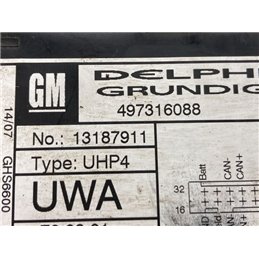 GM
DELPHI
GRUNDIG
497316088
No.: 13187911
Type: UHP4
UWA
14/07
GHS6600
Batt
CAN-
CAN+
32
16